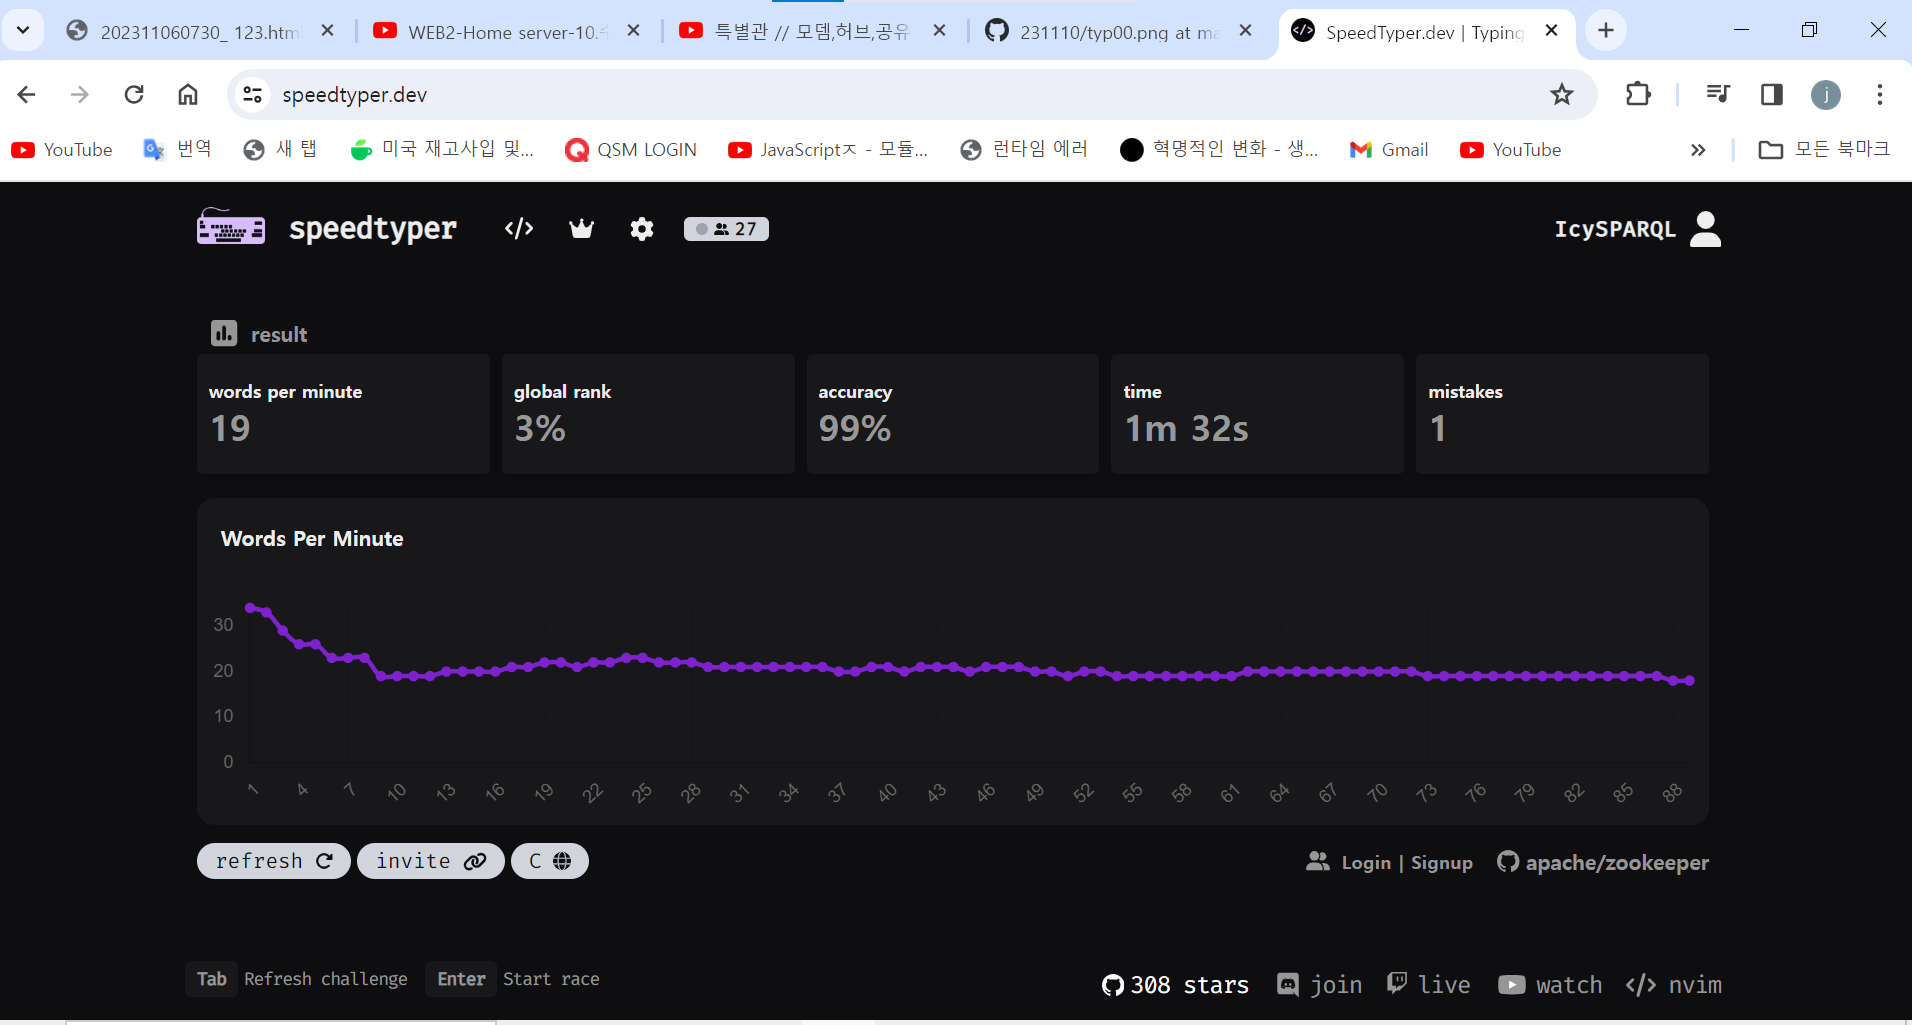 202311060730_ 123.htm
WEB2-Home server-10.
특별관 // 모뎀,허브,공유
231110/typ00.png at ma
SpeedTyper.dev | Typing
speedtyper.dev
j
YouTube
번역
새 탭
미국 재고사입 및...
QSM LOGIN
JavaScriptㅈ - 모듈...
런타임 에러
혁명적인 변화 - 생...
Gmail
YouTube
모든 북마크
speedtyper
27
IcySPARQL
result
words per minute
19
global rank
3%
accuracy
99%
time
1m 32s
mistakes
1
Words Per Minute
30
20
10
0
1 4 7 10 13 16 19 22 25 28 31 34 37 40 43 46 49 52 55 58 61 64 67 70 73 76 79 82 85 88
refresh
invite
C
Login | Signup
apache/zookeeper
Tab Refresh challenge
Enter Start race
308 stars
join
live
watch
nvim